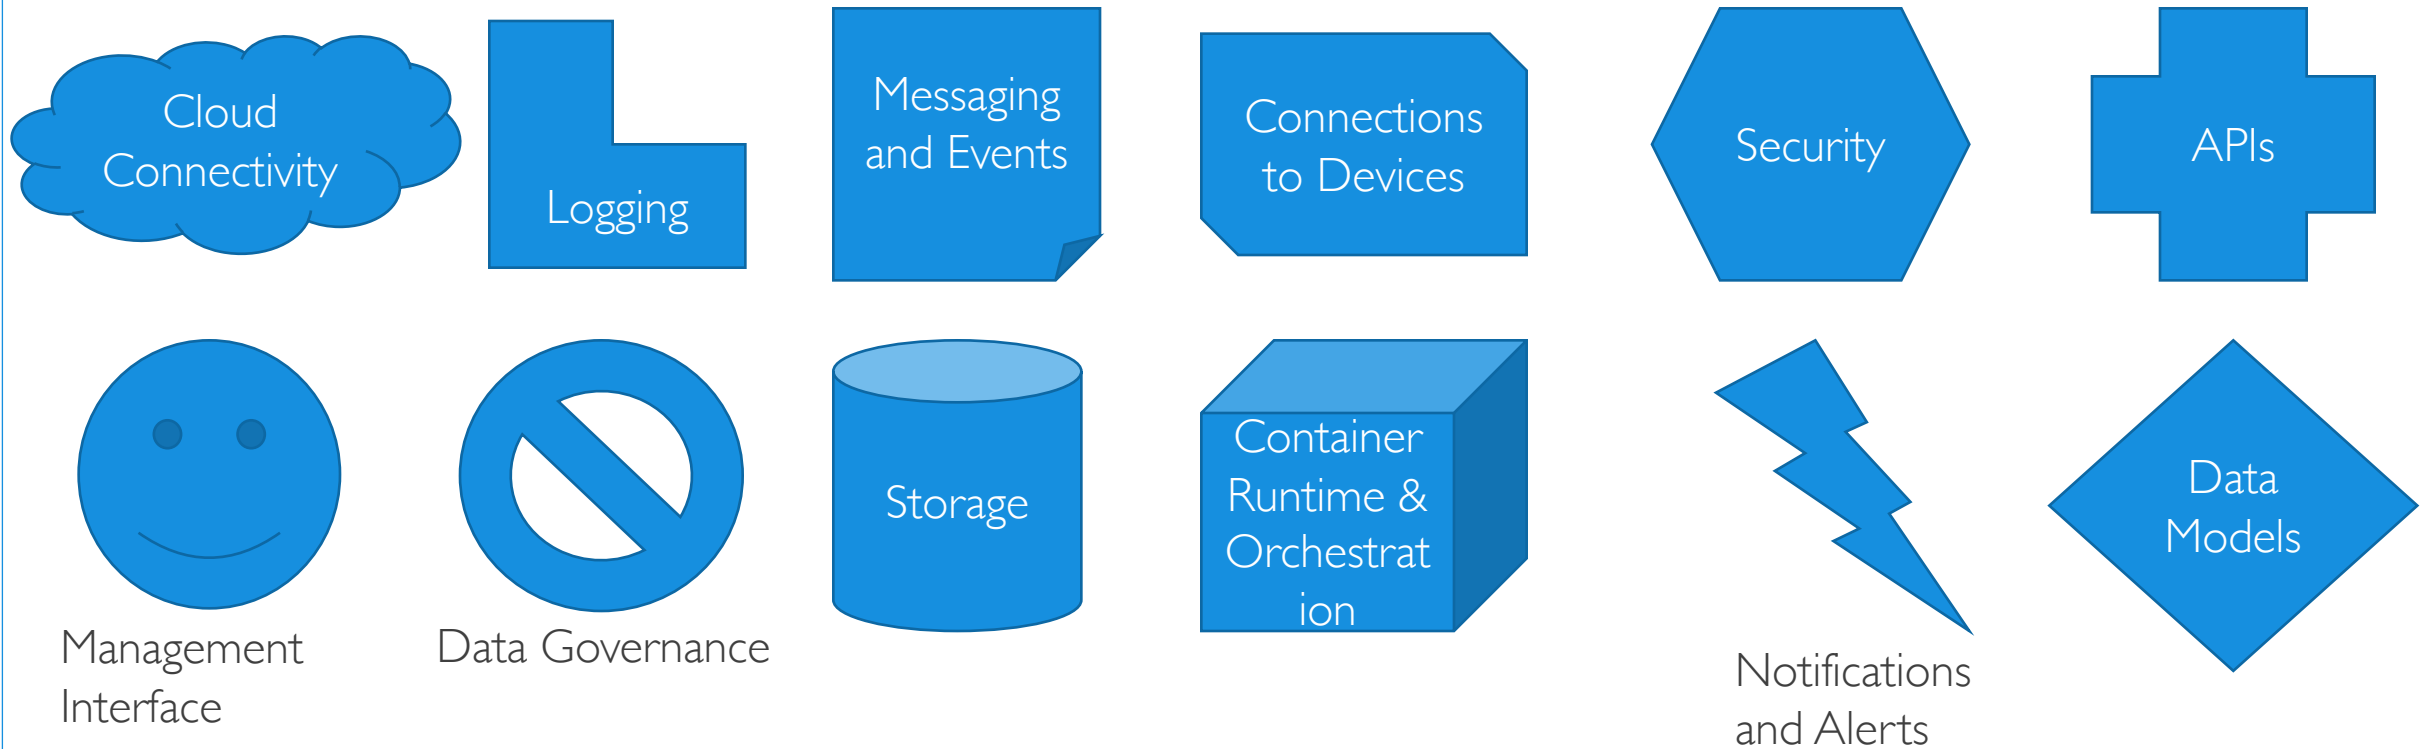 Cloud
Connectivity
Logging
Messaging
and Events
Connections
to Devices
Security
APIs
Management
Interface
Data Governance
Storage
Container
Runtime &
Orchestrat
ion
Notifications
and Alerts
Data
Models